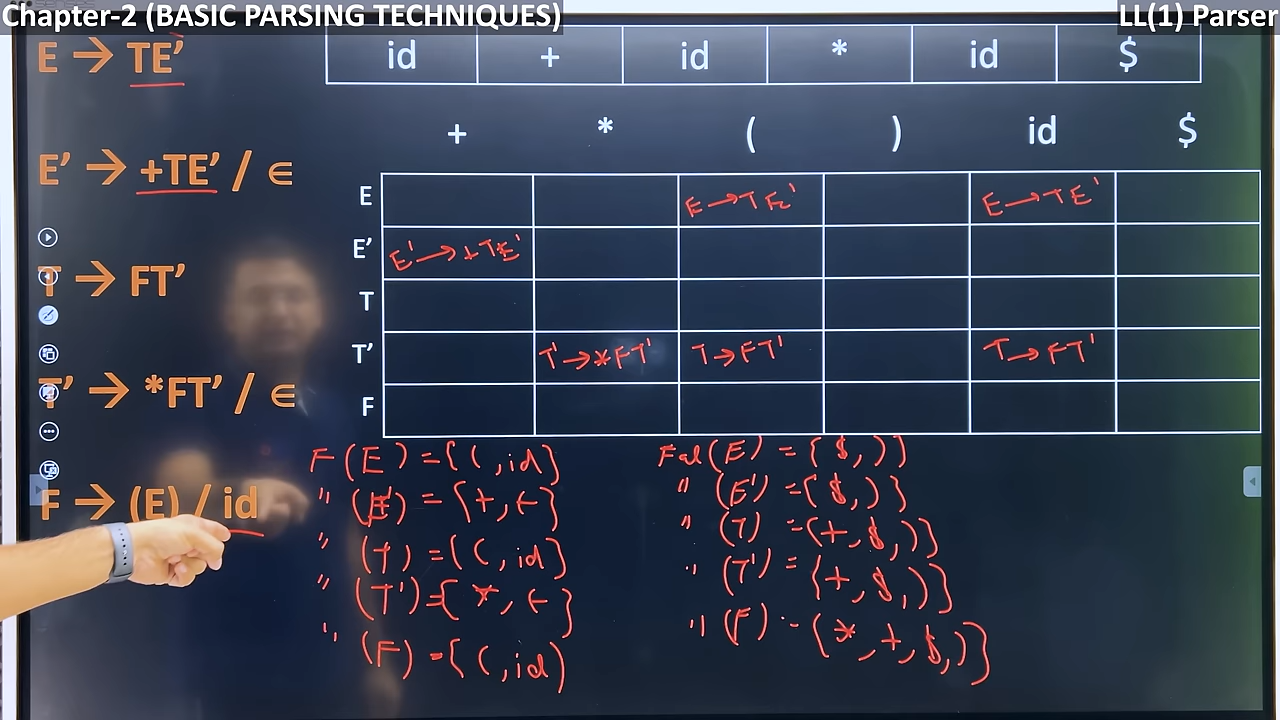 Chapter-2 (BASIC PARSING TECHNIQUES)
LL(1) Parser
E → TE’
E’ → +TE’ / ∈
T → FT’
T’ → *FT’ / ∈
F → (E) / id
id + id * id $
+ * ( ) id $
E E→TE' E→TE'
E’ E'→+TE'
T
T’ T'→*FT' T→FT' T→FT'
F
F(E) = {(,id}
" (E') = {+,∈}
" (T) = {(,id}
" (T') = {*,∈}
" (F) = {(,id}
Fol(E) = {$,)}
" (E') = {$,)}
" (T) = {+,$,)}
" (T') = {+,$,)}
" (F) = {*,+,$,)}